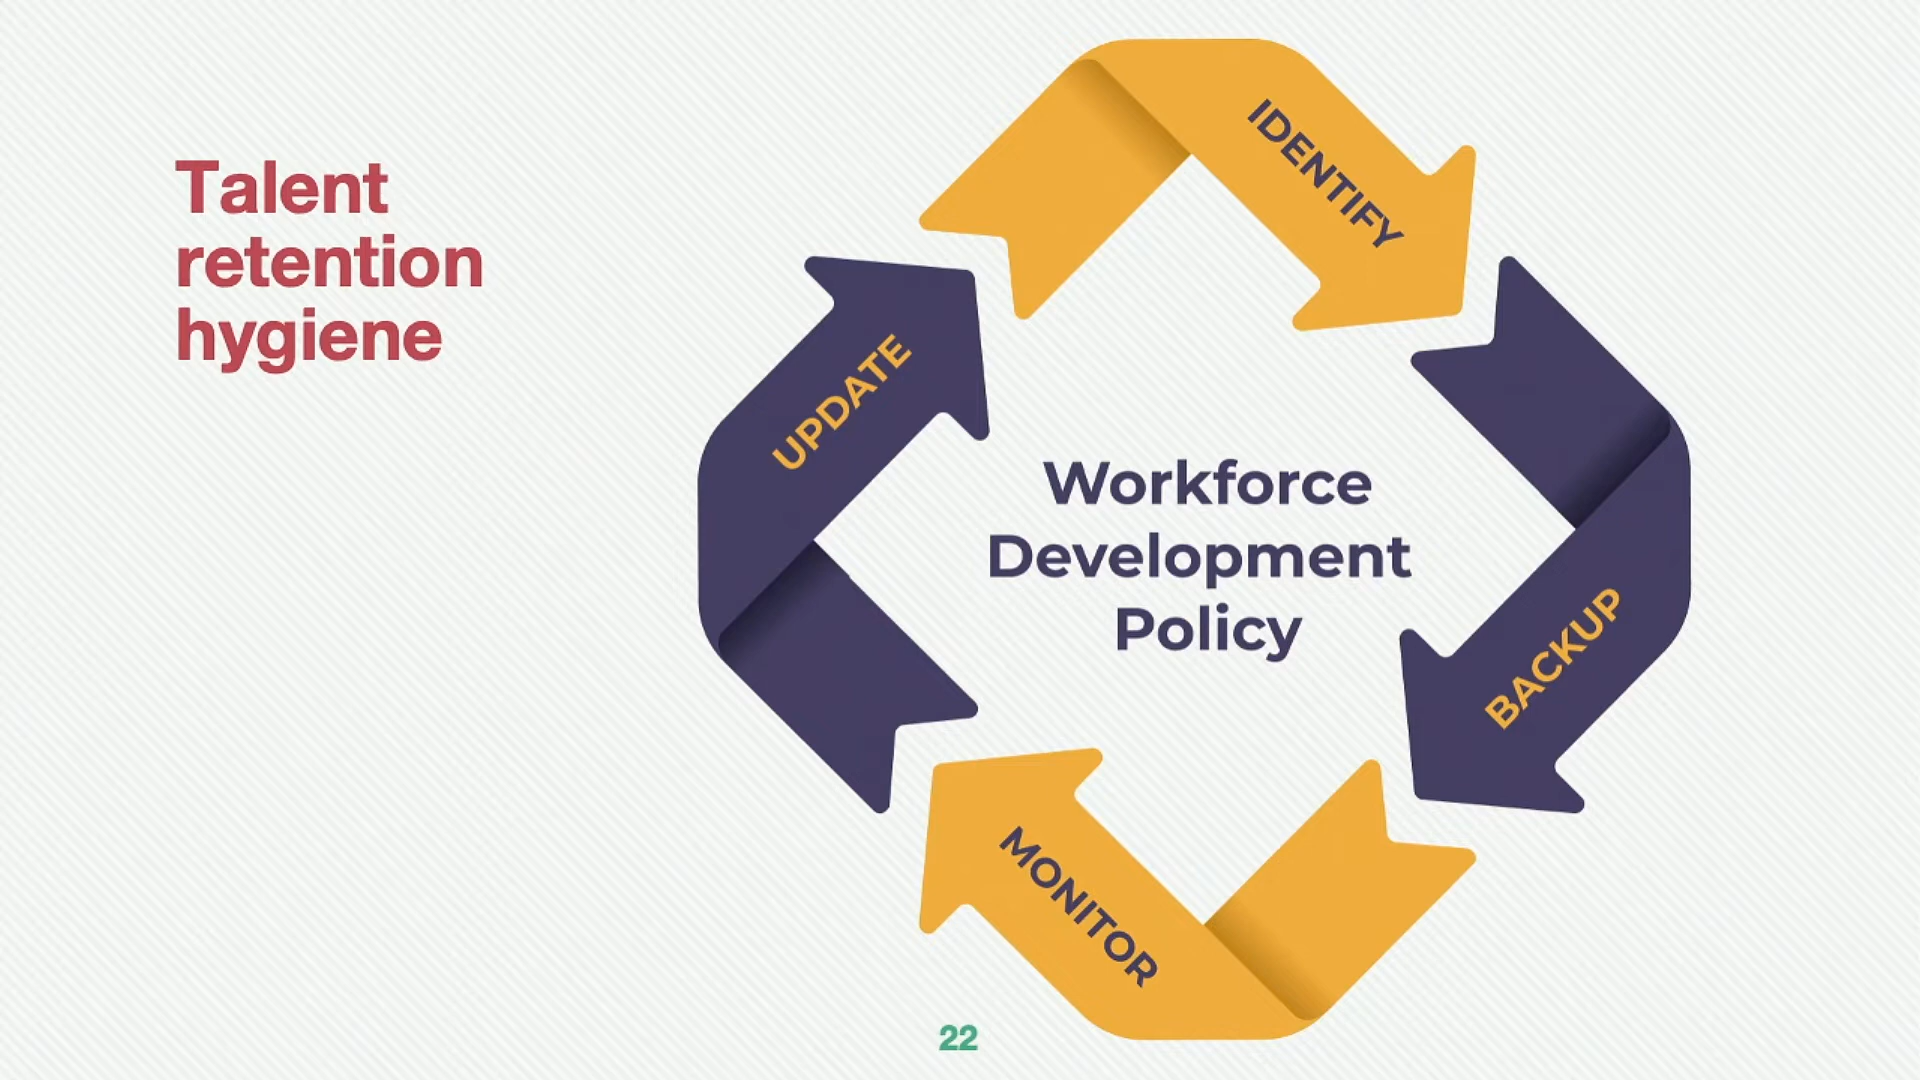 Talent
retention
hygiene
IDENTIFY
BACKUP
MONITOR
UPDATE
Workforce
Development
Policy
22